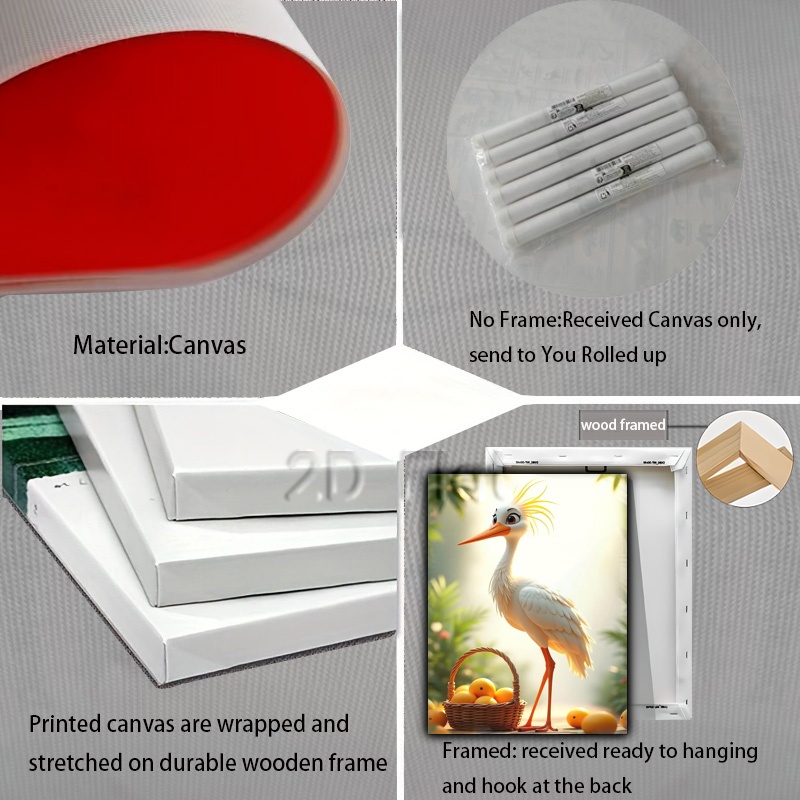 Material:Canvas
No Frame:Received Canvas only,
send to You Rolled up
2D
wood framed
Printed canvas are wrapped and
stretched on durable wooden frame
Framed: received ready to hanging
and hook at the back